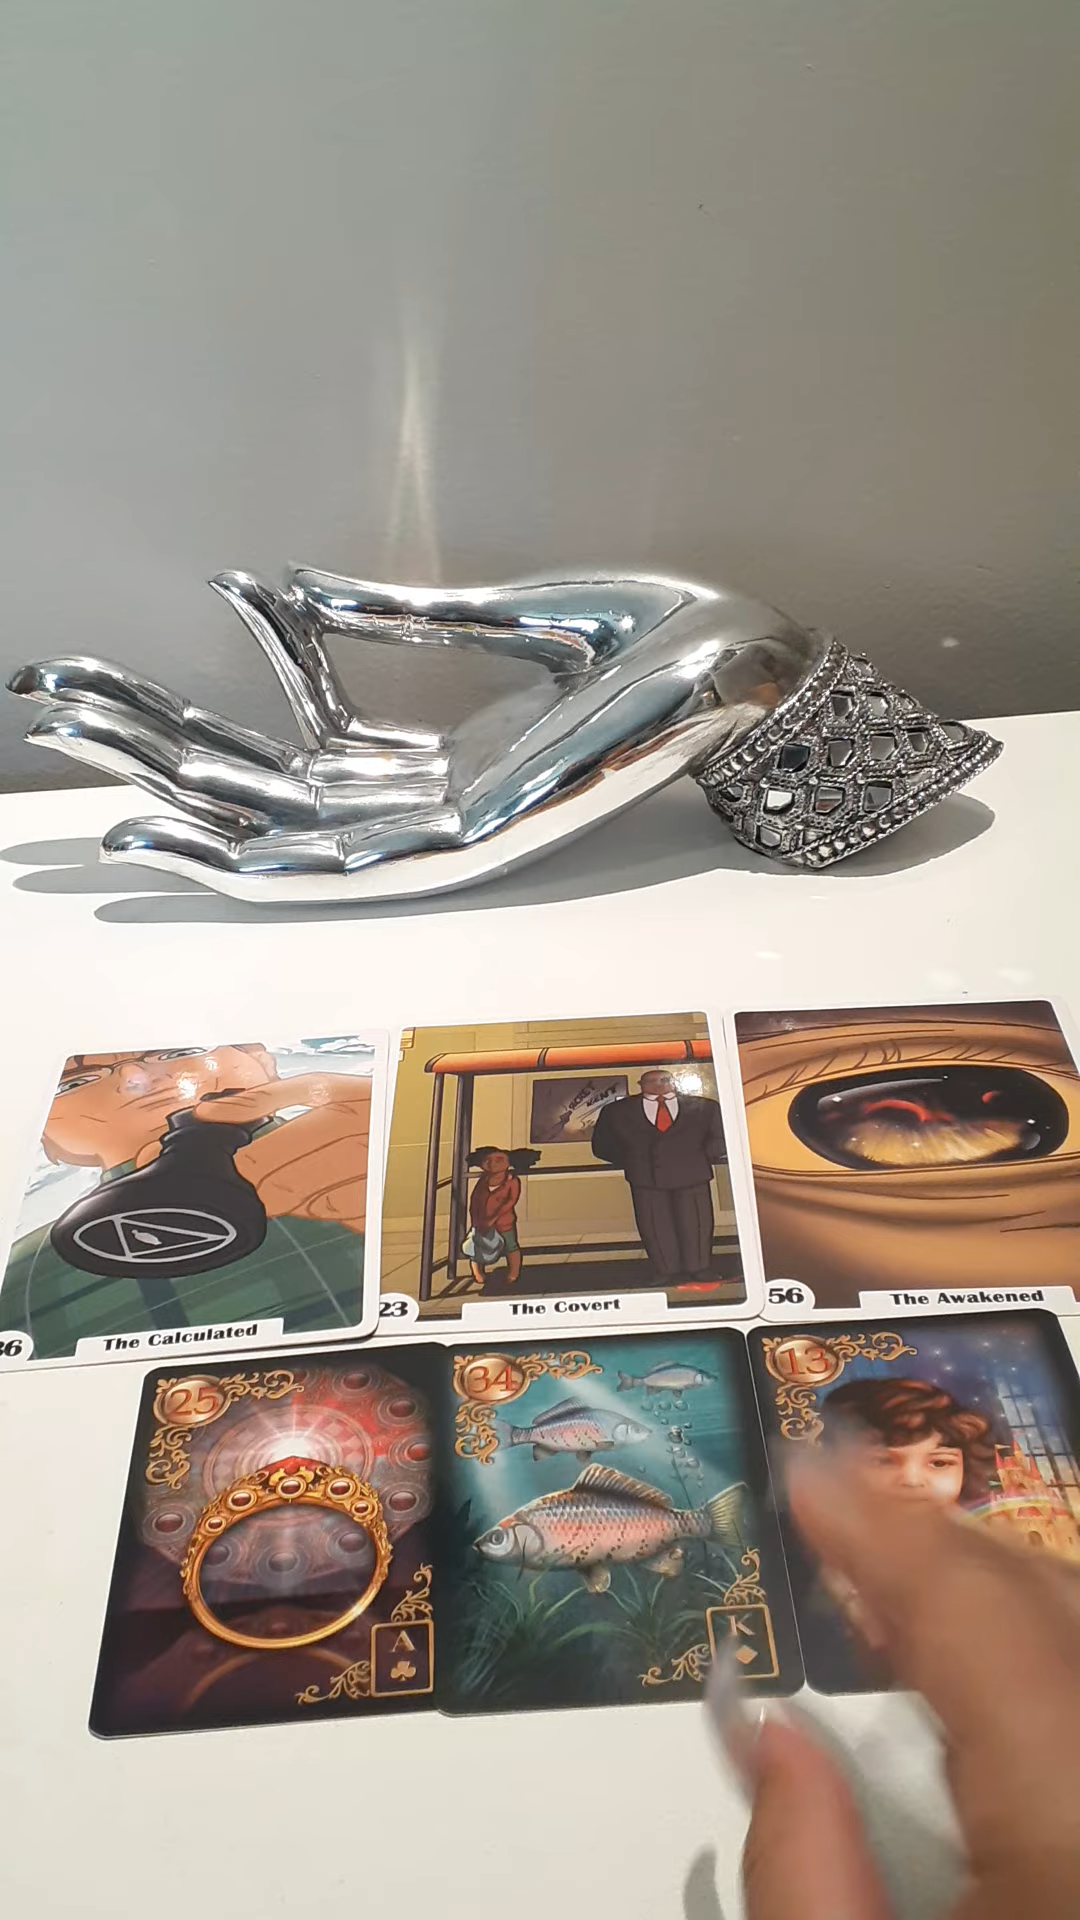 36
The Calculated
23
The Covert
56
The Awakened
25
A
34
K
13